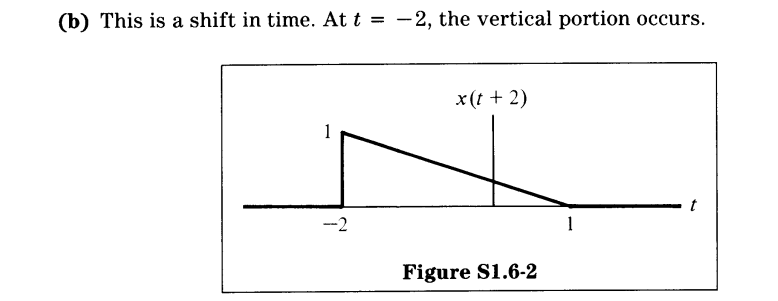 (b) This is a shift in time. At t = −2, the vertical portion occurs.
x(t + 2)
1
t
−2
1
Figure S1.6-2